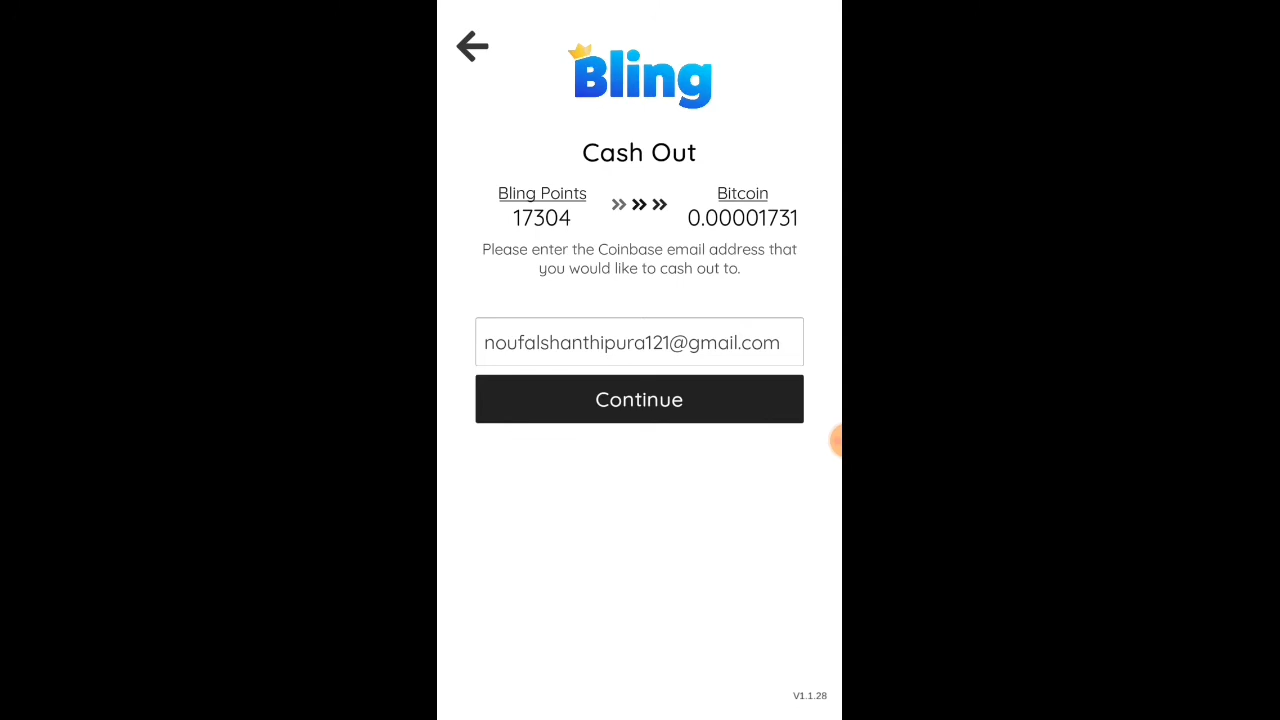 Bling
Cash Out
Bling Points
Bitcoin
17304
0.00001731
Please enter the Coinbase email address that
you would like to cash out to.
noufalshanthipura121@gmail.com
Continue
V1.1.28